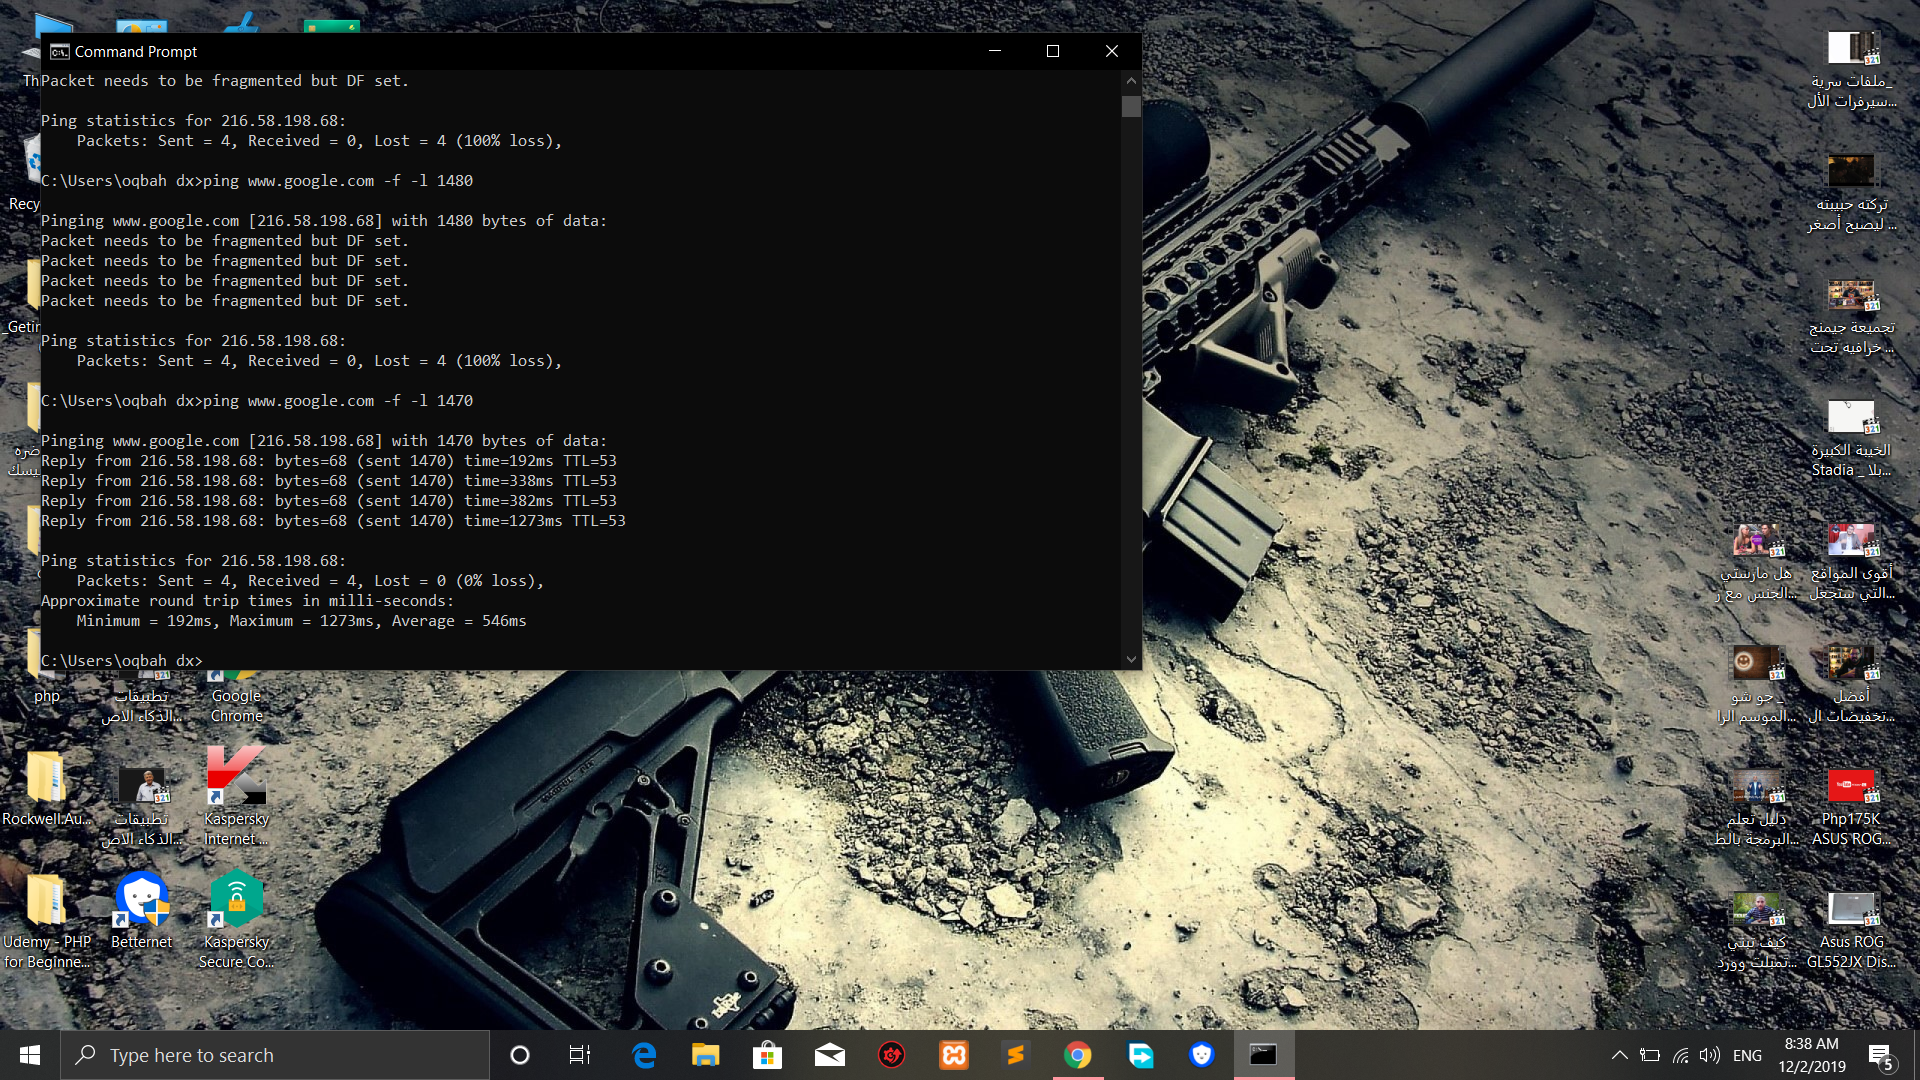 Command Prompt
Packet needs to be fragmented but DF set.
Ping statistics for 216.58.198.68:
Packets: Sent = 4, Received = 0, Lost = 4 (100% loss),
C:\Users\oqbah dx>ping www.google.com -f -l 1480
Pinging www.google.com [216.58.198.68] with 1480 bytes of data:
Packet needs to be fragmented but DF set.
Packet needs to be fragmented but DF set.
Packet needs to be fragmented but DF set.
Packet needs to be fragmented but DF set.
Ping statistics for 216.58.198.68:
Packets: Sent = 4, Received = 0, Lost = 4 (100% loss),
C:\Users\oqbah dx>ping www.google.com -f -l 1470
Pinging www.google.com [216.58.198.68] with 1470 bytes of data:
Reply from 216.58.198.68: bytes=68 (sent 1470) time=192ms TTL=53
Reply from 216.58.198.68: bytes=68 (sent 1470) time=338ms TTL=53
Reply from 216.58.198.68: bytes=68 (sent 1470) time=382ms TTL=53
Reply from 216.58.198.68: bytes=68 (sent 1470) time=1273ms TTL=53
Ping statistics for 216.58.198.68:
Packets: Sent = 4, Received = 4, Lost = 0 (0% loss),
Approximate round trip times in milli-seconds:
Minimum = 192ms, Maximum = 1273ms, Average = 546ms
C:\Users\oqbah dx>
Th
Recy
_Getir
php
تطبيقات
الذكاء الاص...
Google
Chrome
Rockwell.Au...
تطبيقات
الذكاء الاص...
Kaspersky
Internet ...
Udemy - PHP
for Beginne...
Betternet
Kaspersky
Secure Co...
ملفات سرية_
سيرفرات الأل...
تركته حبيبته
ليصبح أصغر ...
تجميعة جيمنج
خرافيه تحت ...
الخيبة الكبيرة
Stadia _ بلا...
هل مارستي
الجنس مع ز...
أقوى المواقع
التي ستجعل...
جو شو _
الموسم الرا...
أفضل
تخفيضات ال...
دليل تعلم
البرمجة بالط...
Php175K
ASUS ROG...
كيف تبني
تمبلت وورد...
Asus ROG
GL552JX Dis...
Type here to search
ENG
8:38 AM
12/2/2019
5